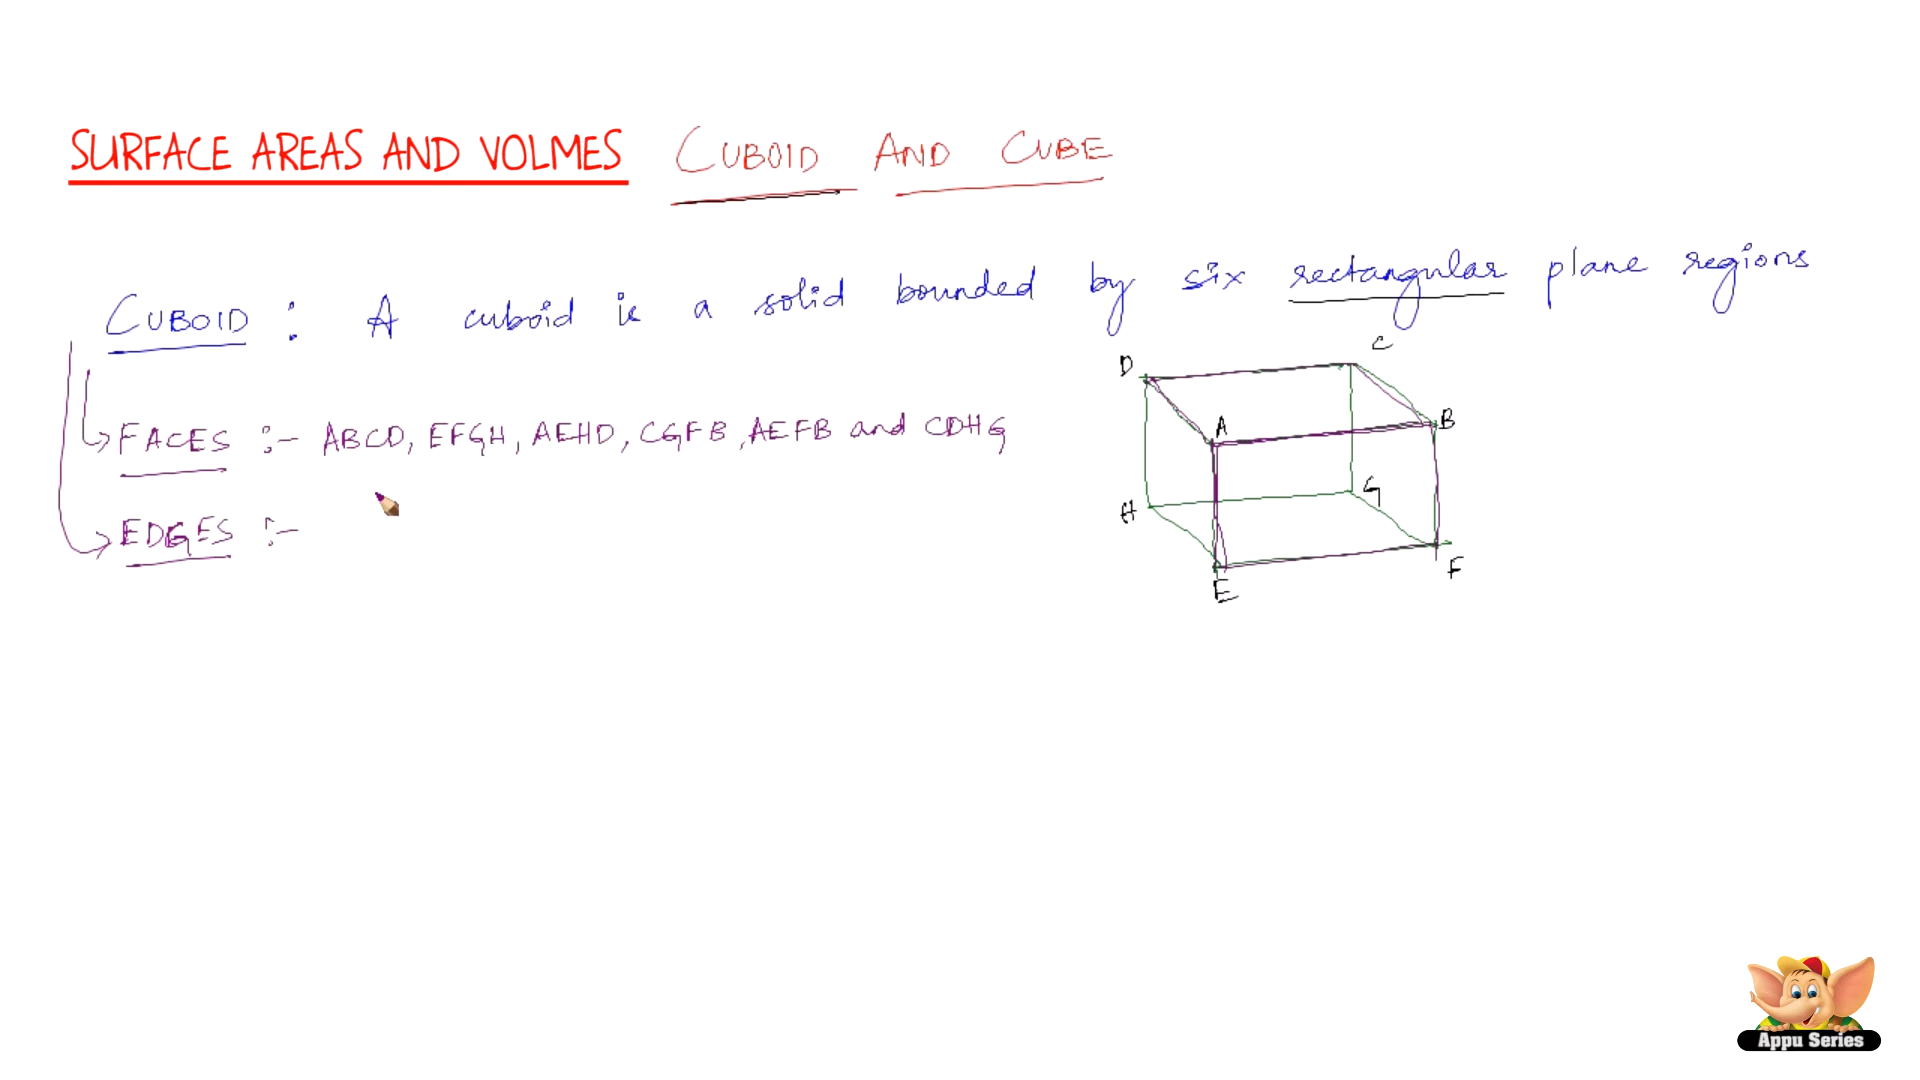 SURFACE AREAS AND VOLMES CUBOID AND CUBE
CUBOID : A cuboid is a solid bounded by six rectangular plane regions
FACES :- ABCD, EFGH, AEHD, CGFB, AEFB and CDHG
EDGES :-
D
C
A
B
H
G
E
F
Appu Series